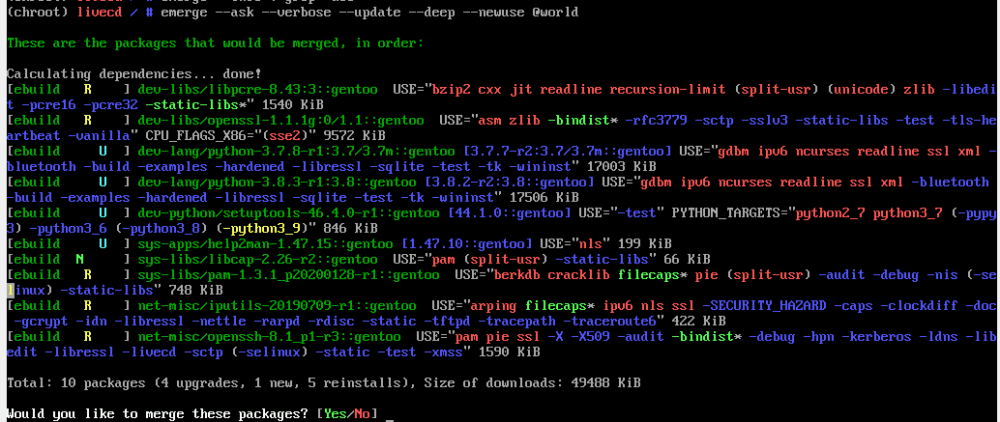 (chroot) livecd / # emerge --ask --verbose --update --deep --newuse @world
These are the packages that would be merged, in order:
Calculating dependencies... done!
[ebuild   R    ] dev-libs/libpcre-8.43:3::gentoo  USE="bzip2 cxx jit readline recursion-limit (split-usr) (unicode) zlib -libedi
t -pcre16 -pcre32 -static-libs*" 1540 KiB
[ebuild   R    ] dev-libs/openssl-1.1.1g:0/1.1::gentoo  USE="asm zlib -bindist* -rfc3779 -sctp -sslv3 -static-libs -test -tls-he
artbeat -vanilla" CPU_FLAGS_X86="(sse2)" 9572 KiB
[ebuild     U  ] dev-lang/python-3.7.8-r1:3.7/3.7m::gentoo [3.7.7-r2:3.7/3.7m::gentoo] USE="gdbm ipv6 ncurses readline ssl xml -
bluetooth -build -examples -hardened -libressl -sqlite -test -tk -wininst" 17003 KiB
[ebuild     U  ] dev-lang/python-3.8.3-r1:3.8::gentoo [3.8.2-r2:3.8::gentoo] USE="gdbm ipv6 ncurses readline ssl xml -bluetooth
-build -examples -hardened -libressl -sqlite -test -tk -wininst" 17506 KiB
[ebuild     U  ] dev-python/setuptools-46.4.0-r1::gentoo [44.1.0::gentoo] USE="-test" PYTHON_TARGETS="python2_7 python3_7 (-pypy
3) -python3_6 (-python3_8) (-python3_9)" 846 KiB
[ebuild     U  ] sys-apps/help2man-1.47.15::gentoo [1.47.10::gentoo] USE="nls" 199 KiB
[ebuild  N     ] sys-libs/libcap-2.26-r2::gentoo  USE="pam (split-usr) -static-libs" 66 KiB
[ebuild   R    ] sys-libs/pam-1.3.1_p20200128-r1::gentoo  USE="berkdb cracklib filecaps* pie (split-usr) -audit -debug -nis (-se
linux) -static-libs" 748 KiB
[ebuild   R    ] net-misc/iputils-20190709-r1::gentoo  USE="arping filecaps* ipv6 nls ssl -SECURITY_HAZARD -caps -clockdiff -doc
-gcrypt -idn -libressl -nettle -rarpd -rdisc -static -tftpd -tracepath -traceroute6" 422 KiB
[ebuild   R    ] net-misc/openssh-8.1_p1-r3::gentoo  USE="pam pie ssl -X -X509 -audit -bindist* -debug -hpn -kerberos -ldns -lib
edit -libressl -livecd -sctp (-selinux) -static -test -xmss" 1590 KiB
Total: 10 packages (4 upgrades, 1 new, 5 reinstalls), Size of downloads: 49488 KiB
Would you like to merge these packages? [Yes/No] _